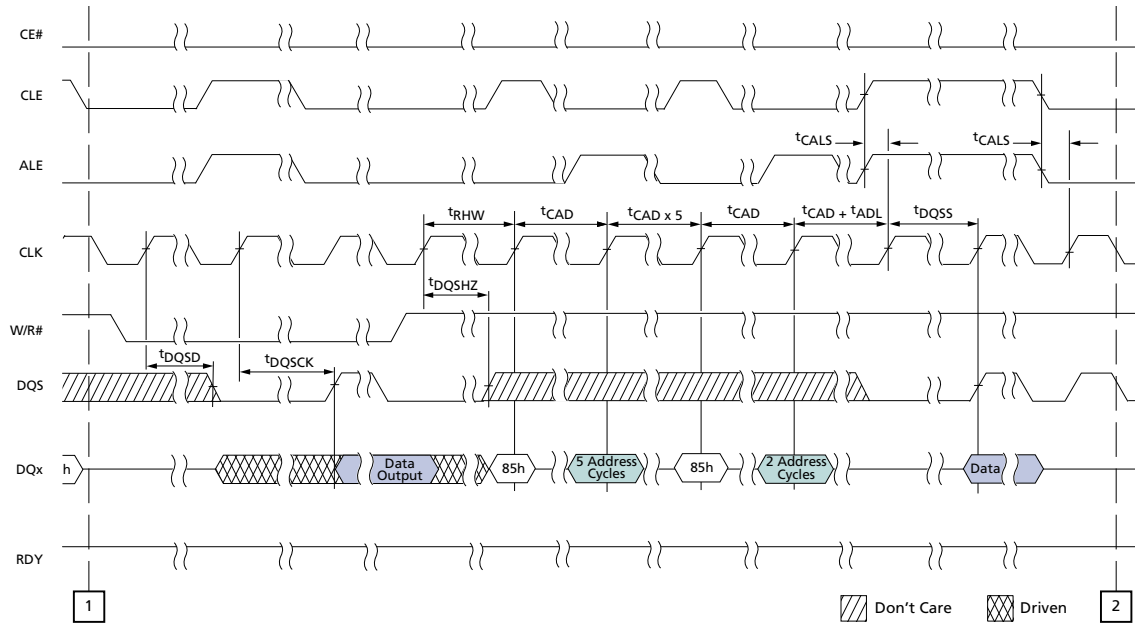 CE#
CLE
tCALS
tCALS
ALE
tRHW
tCAD
tCAD x 5
tCAD
tCAD + tADL
tDQSS
CLK
tDQSHZ
W/R#
tDQSD
tDQSCK
DQS
DQx
h
Data
Output
85h
5 Address
Cycles
85h
2 Address
Cycles
Data
RDY
1
Don't Care
Driven
2